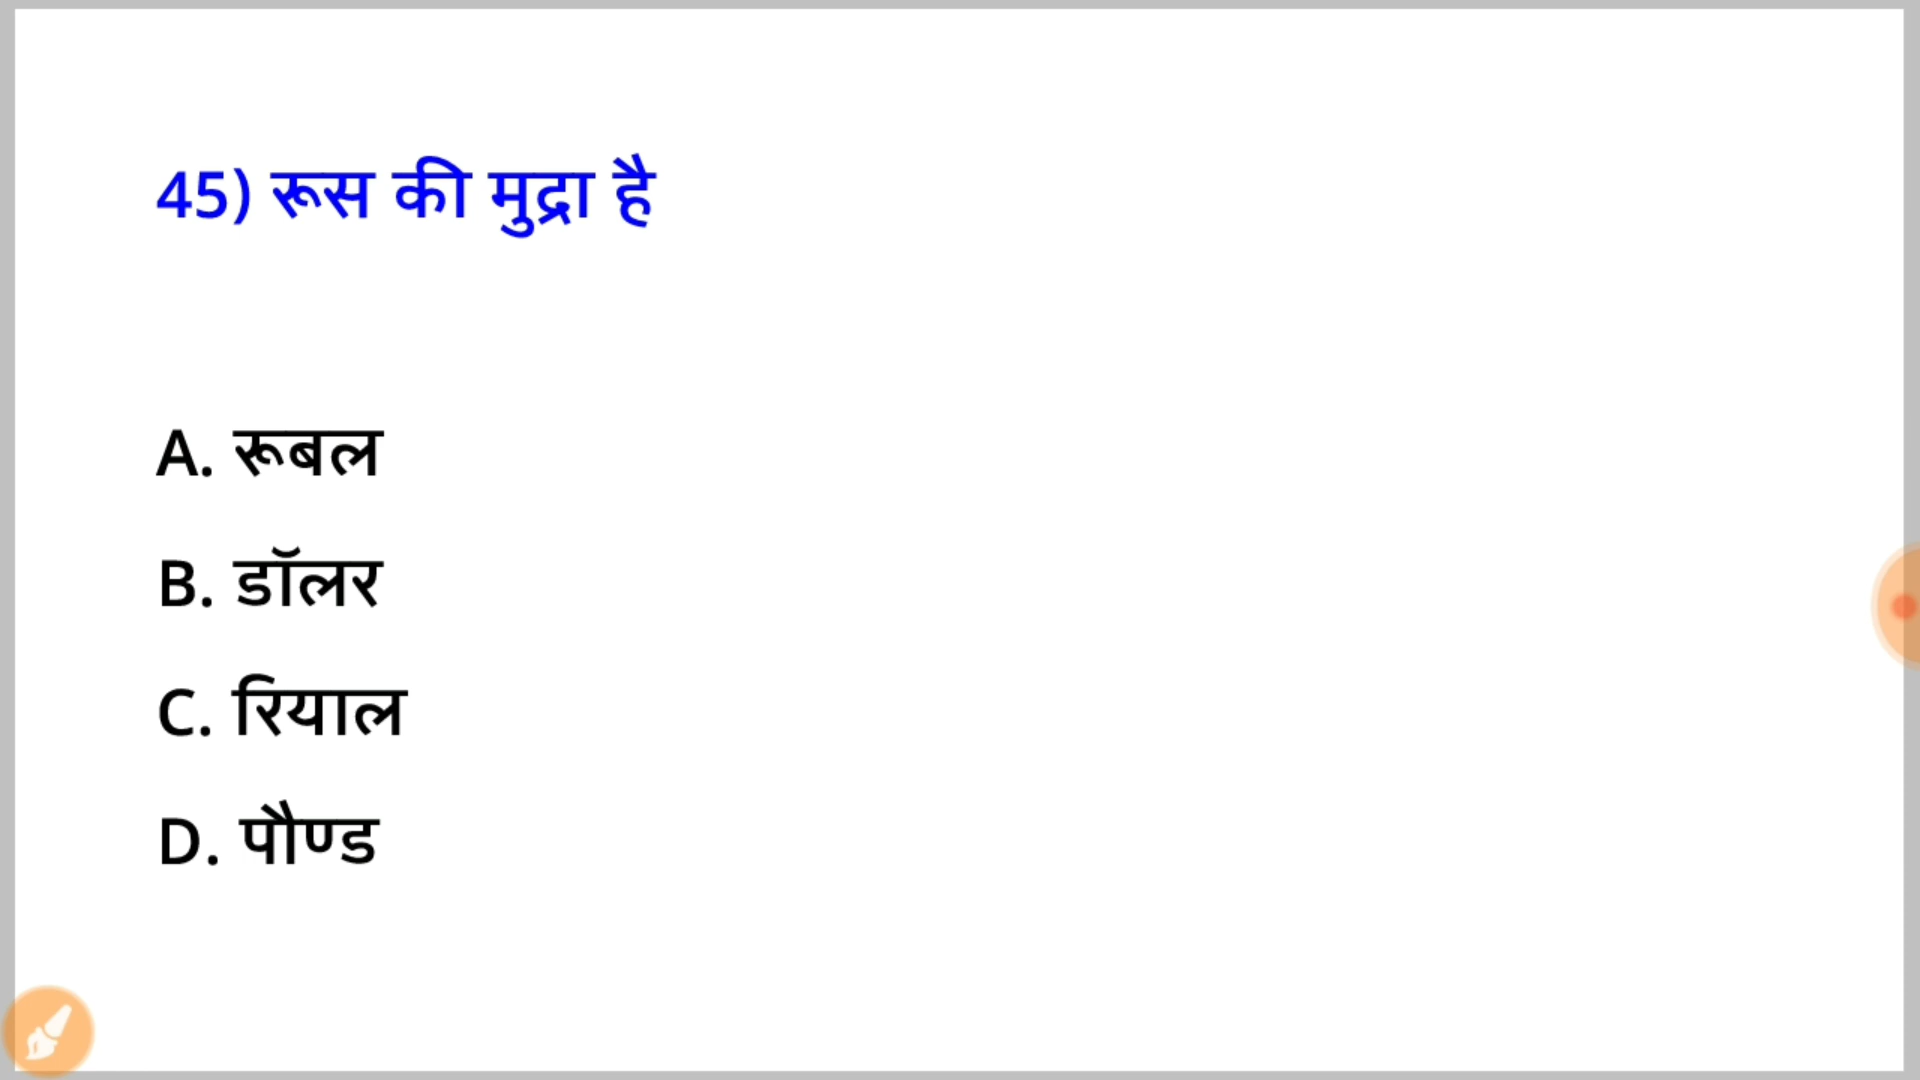 45) रूस की मुद्रा है
A. रूबल
B. डॉलर
C. रियाल
D. पौण्ड